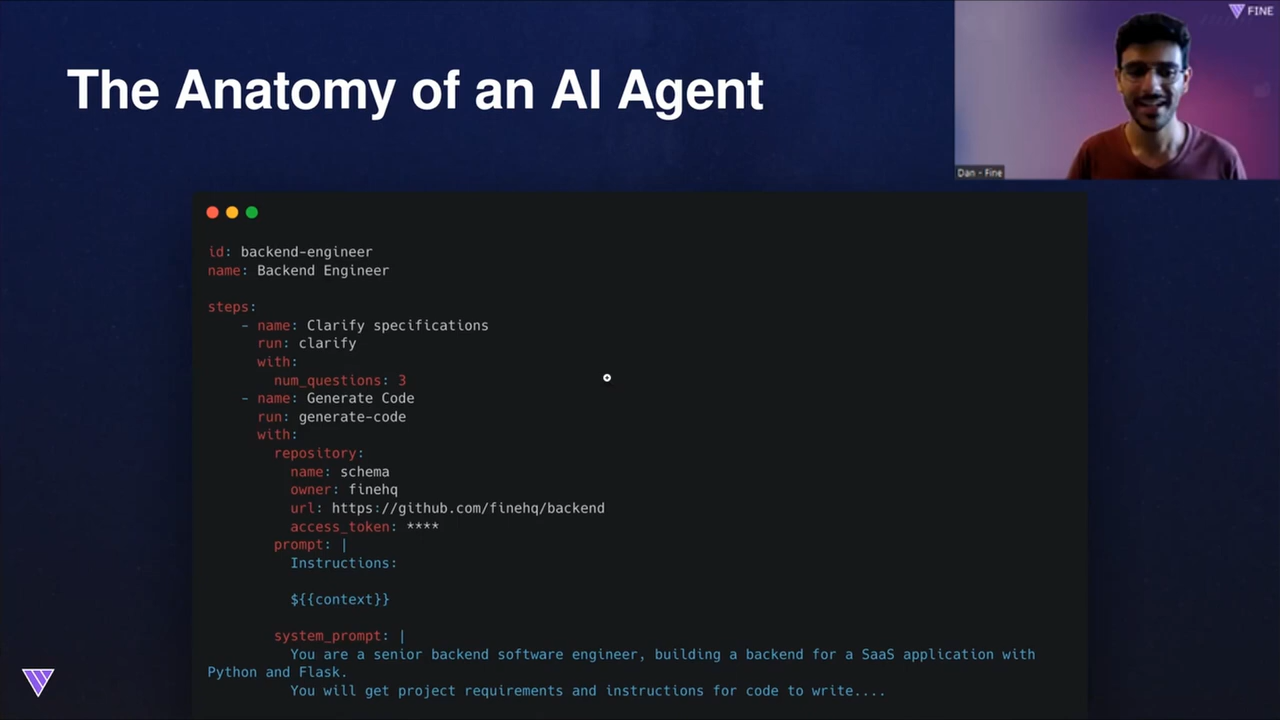 The Anatomy of an AI Agent
FINE
Dan - Fine
id: backend-engineer
name: Backend Engineer
steps:
- name: Clarify specifications
run: clarify
with:
num_questions: 3
- name: Generate Code
run: generate-code
with:
repository:
name: schema
owner: finehq
url: https://github.com/finehq/backend
access_token: ****
prompt: |
Instructions:
${{context}}
system_prompt: |
You are a senior backend software engineer, building a backend for a SaaS application with
Python and Flask.
You will get project requirements and instructions for code to write....